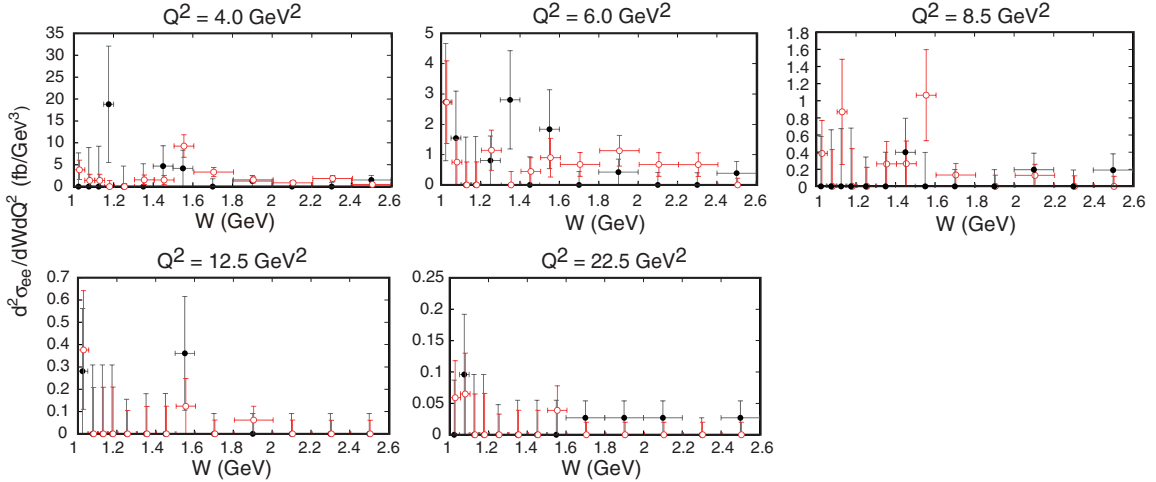 Q² = 4.0 GeV²
Q² = 6.0 GeV²
Q² = 8.5 GeV²
d²σee/dWdQ² (fb/GeV³)
35
30
25
20
15
10
5
0
1 1.2 1.4 1.6 1.8 2 2.2 2.4 2.6
W (GeV)
6
5
4
3
2
1
0
1 1.2 1.4 1.6 1.8 2 2.2 2.4 2.6
W (GeV)
1.8
1.6
1.4
1.2
1
0.8
0.6
0.4
0.2
0
1 1.2 1.4 1.6 1.8 2 2.2 2.4 2.6
W (GeV)
Q² = 12.5 GeV²
Q² = 22.5 GeV²
0.7
0.6
0.5
0.4
0.3
0.2
0.1
0
1 1.2 1.4 1.6 1.8 2 2.2 2.4 2.6
W (GeV)
0.25
0.2
0.15
0.1
0.05
0
1 1.2 1.4 1.6 1.8 2 2.2 2.4 2.6
W (GeV)